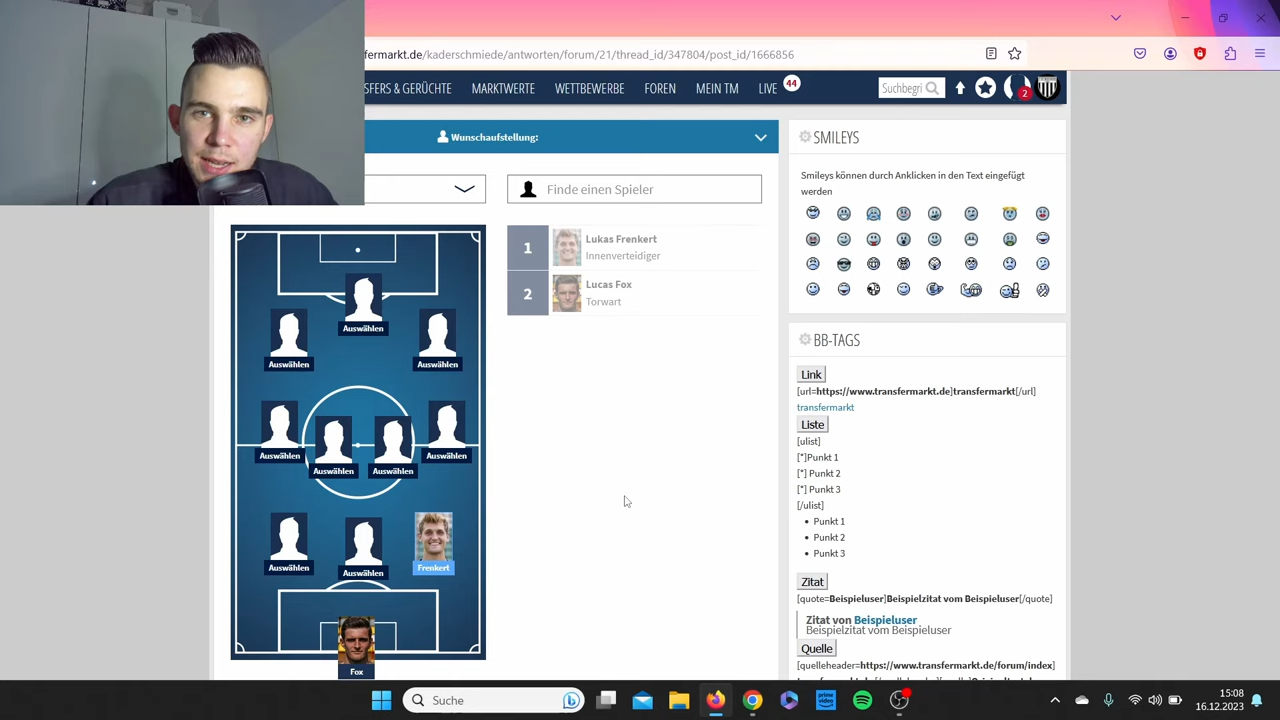 fermarkt.de/kaderschmiede/antworten/forum/21/thread_id/347804/post_id/1666856
SFERS & GERÜCHTE
MARKTWERTE
WETTBEWERBE
FOREN
MEIN TM
LIVE
44
Suchbegri
2
Wunschaufstellung:
Finde einen Spieler
1
Lukas Frenkert
Innenverteidiger
2
Lucas Fox
Torwart
Auswählen
Auswählen
Auswählen
Auswählen
Auswählen
Auswählen
Auswählen
Auswählen
Auswählen
Frenkert
Fox
SMILEYS
Smileys können durch Anklicken in den Text eingefügt
werden
BB-TAGS
Link
[url=https://www.transfermarkt.de]transfermarkt[/url]
transfermarkt
Liste
[ulist]
[*]Punkt 1
[*] Punkt 2
[*] Punkt 3
[/ulist]
• Punkt 1
• Punkt 2
• Punkt 3
Zitat
[quote=Beispieluser]Beispielzitat vom Beispieluser[/quote]
Zitat von Beispieluser
Beispielzitat vom Beispieluser
Quelle
[quelleheader=https://www.transfermarkt.de/forum/index]
Suche
15:08
16.12.2023